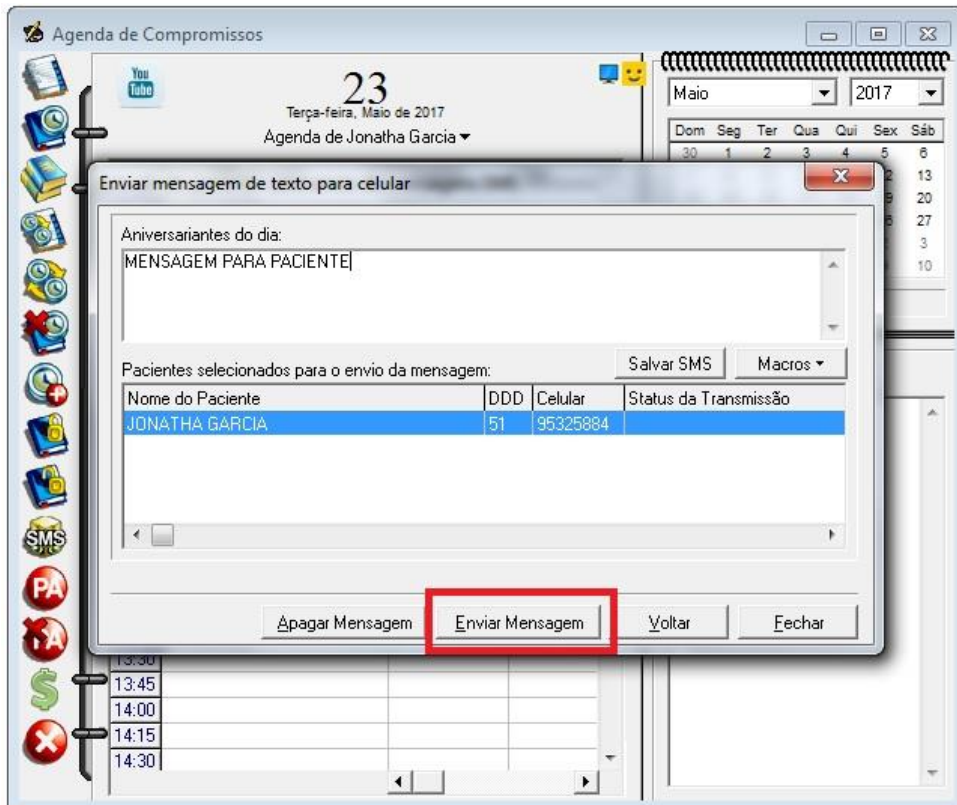 Agenda de Compromissos
You
Tube
23
Terça-feira, Maio de 2017
Agenda de Jonatha Garcia
Maio 2017
Dom Seg Ter Qua Qui Sex Sáb
30 1 2 3 4 5 6
13
20
27
3
10
Enviar mensagem de texto para celular
Aniversariantes do dia:
MENSAGEM PARA PACIENTE
Pacientes selecionados para o envio da mensagem:
Salvar SMS Macros
Nome do Paciente DDD Celular Status da Transmissão
JONATHA GARCIA 51 95325884
Apagar Mensagem Enviar Mensagem Voltar Fechar
SMS
PA
13:30
13:45
14:00
14:15
14:30